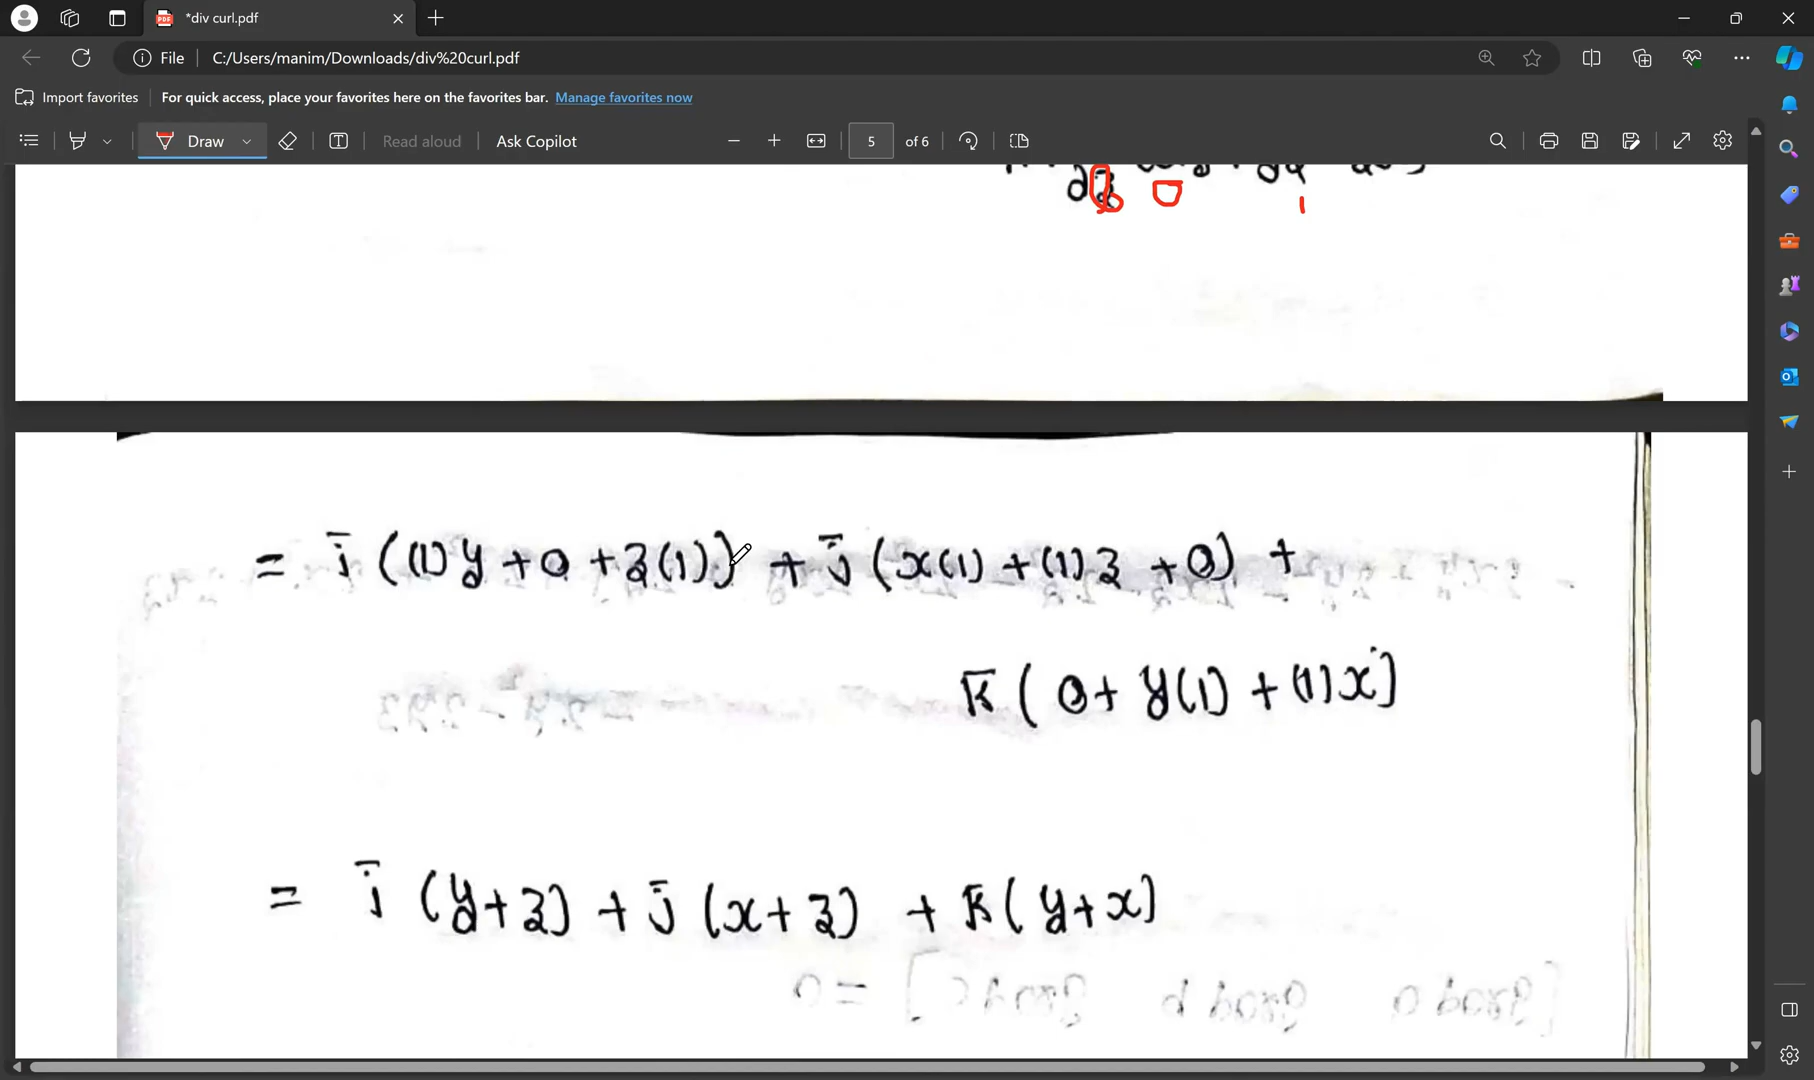 *div curl.pdf
File C:/Users/manim/Downloads/div%20curl.pdf
Import favorites For quick access, place your favorites here on the favorites bar. Manage favorites now
Draw Read aloud Ask Copilot 5 of 6
= ī ((1)y + 0 + z(1)) + j̄ (x(1) + (1)z + 0) +
k̄ ( 0 + y(1) + (1)x )
= ī (y+z) + j̄ (x+z) + k̄ (y+x)